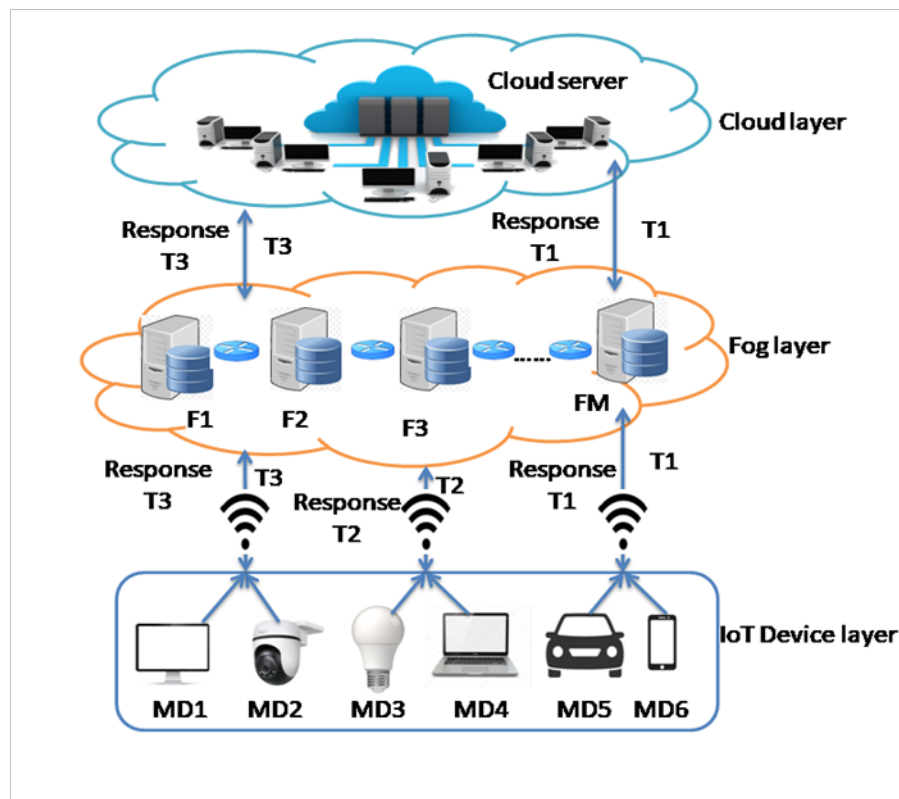 Cloud server
Cloud layer
Response
T3
T3
Response
T1
T1
Fog layer
F1
F2
F3
......
FM
Response
T3
T3
Response
T2
T2
Response
T1
T1
IoT Device layer
MD1
MD2
MD3
MD4
MD5
MD6